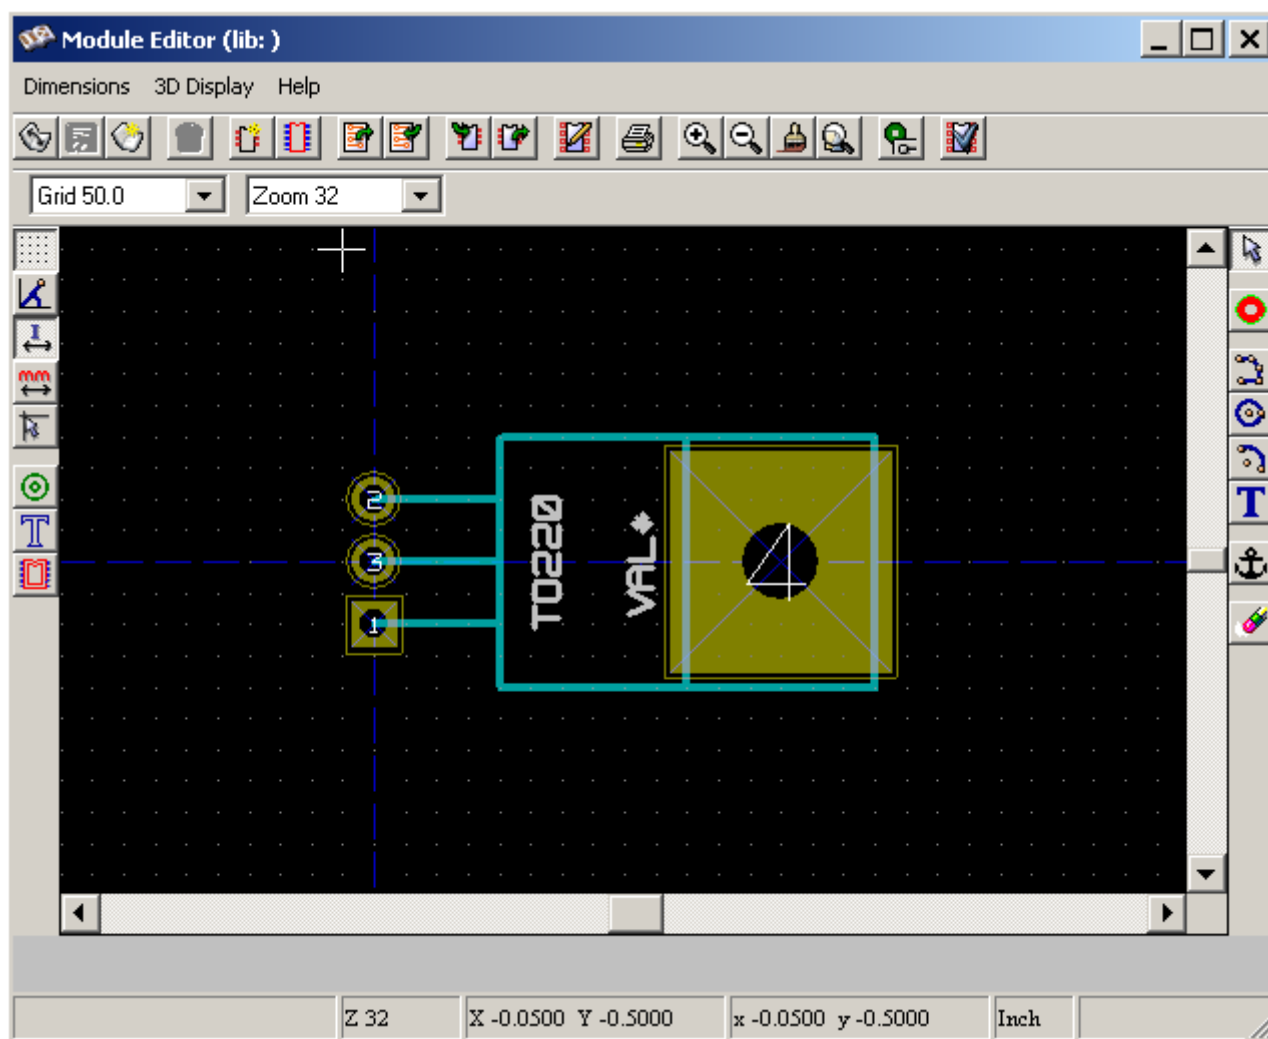 Module Editor (lib: )
Dimensions 3D Display Help
Grid 50.0 Zoom 32
I
mm
T
T
2
3
1
TO220
VAL*
4
Z 32 X -0.0500 Y -0.5000 x -0.0500 y -0.5000 Inch